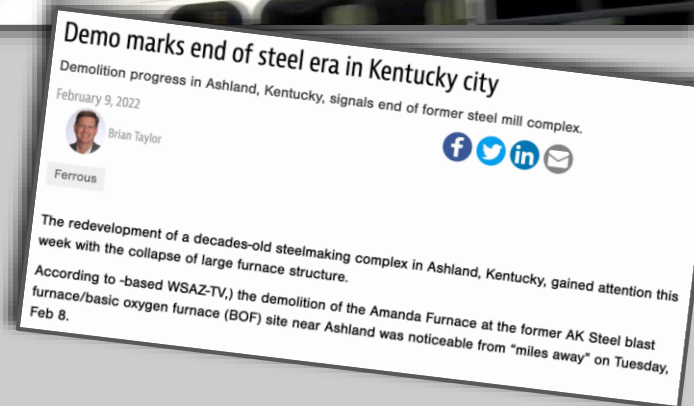 Demo marks end of steel era in Kentucky city
Demolition progress in Ashland, Kentucky, signals end of former steel mill complex.
February 9, 2022
Brian Taylor
Ferrous
The redevelopment of a decades-old steelmaking complex in Ashland, Kentucky, gained attention this
week with the collapse of large furnace structure.
According to -based WSAZ-TV,) the demolition of the Amanda Furnace at the former AK Steel blast
furnace/basic oxygen furnace (BOF) site near Ashland was noticeable from “miles away” on Tuesday,
Feb 8.